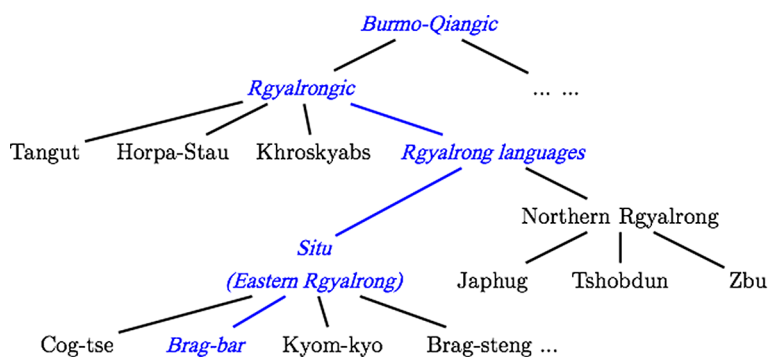 Burmo-Qiangic
Rgyalrongic
... ...
Tangut
Horpa-Stau
Khroskyabs
Rgyalrong languages
Northern Rgyalrong
Situ
(Eastern Rgyalrong)
Japhug
Tshobdun
Zbu
Cog-tse
Brag-bar
Kyom-kyo
Brag-steng ...